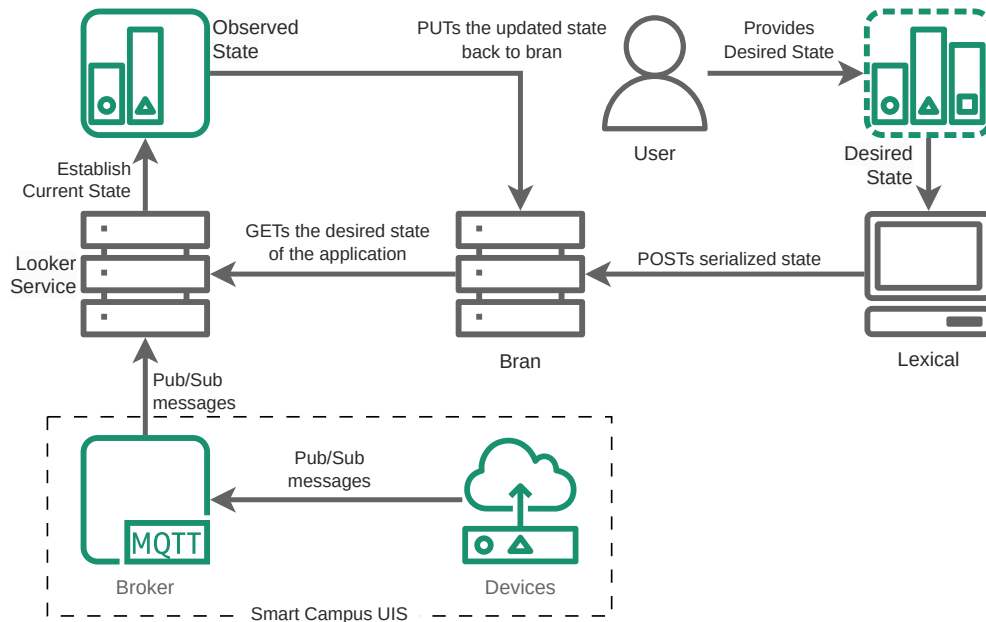 Observed
State
PUTs the updated state
back to bran
Provides
Desired State
User
Desired
State
Establish
Current State
GETs the desired state
of the application
Looker
Service
POSTs serialized state
Bran
Lexical
Pub/Sub
messages
Pub/Sub
messages
MQTT
Broker
Devices
Smart Campus UIS